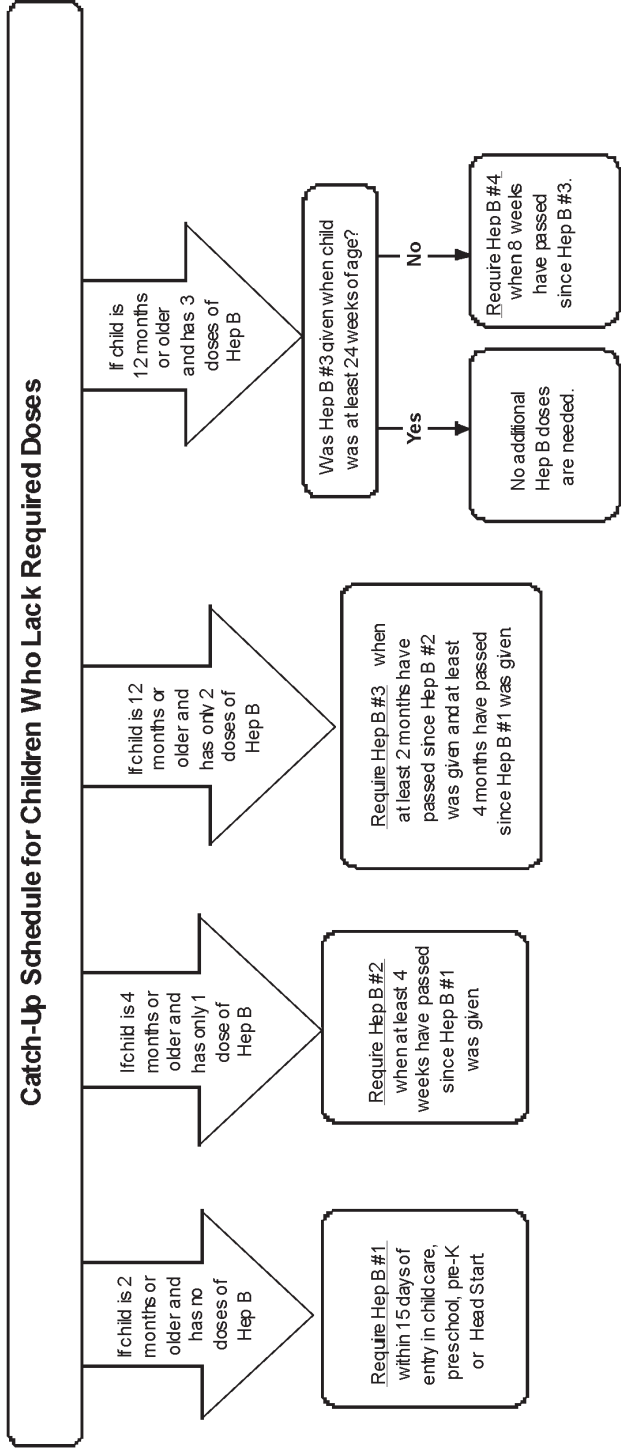 Catch-Up Schedule for Children Who Lack Required Doses
If child is 2
months or
older and
has no
doses of
Hep B
Require Hep B #1
within 15 days of
entry in child care,
preschool, pre-K
or Head Start
If child is 4
months or
older and
has only 1
dose of
Hep B
Require Hep B #2
when at least 4
weeks have passed
since Hep B #1
was given
If child is 12
months or
older and
has only 2
doses of
Hep B
Require Hep B #3 when
at least 2 months have
passed since Hep B #2
was given and at least
4 months have passed
since Hep B #1 was given
If child is
12 months
or older
and has 3
doses of
Hep B
Was Hep B #3 given when child
was at least 24 weeks of age?
Yes
No
No additional
Hep B doses
are needed.
Require Hep B #4
when 8 weeks
have passed
since Hep B #3.